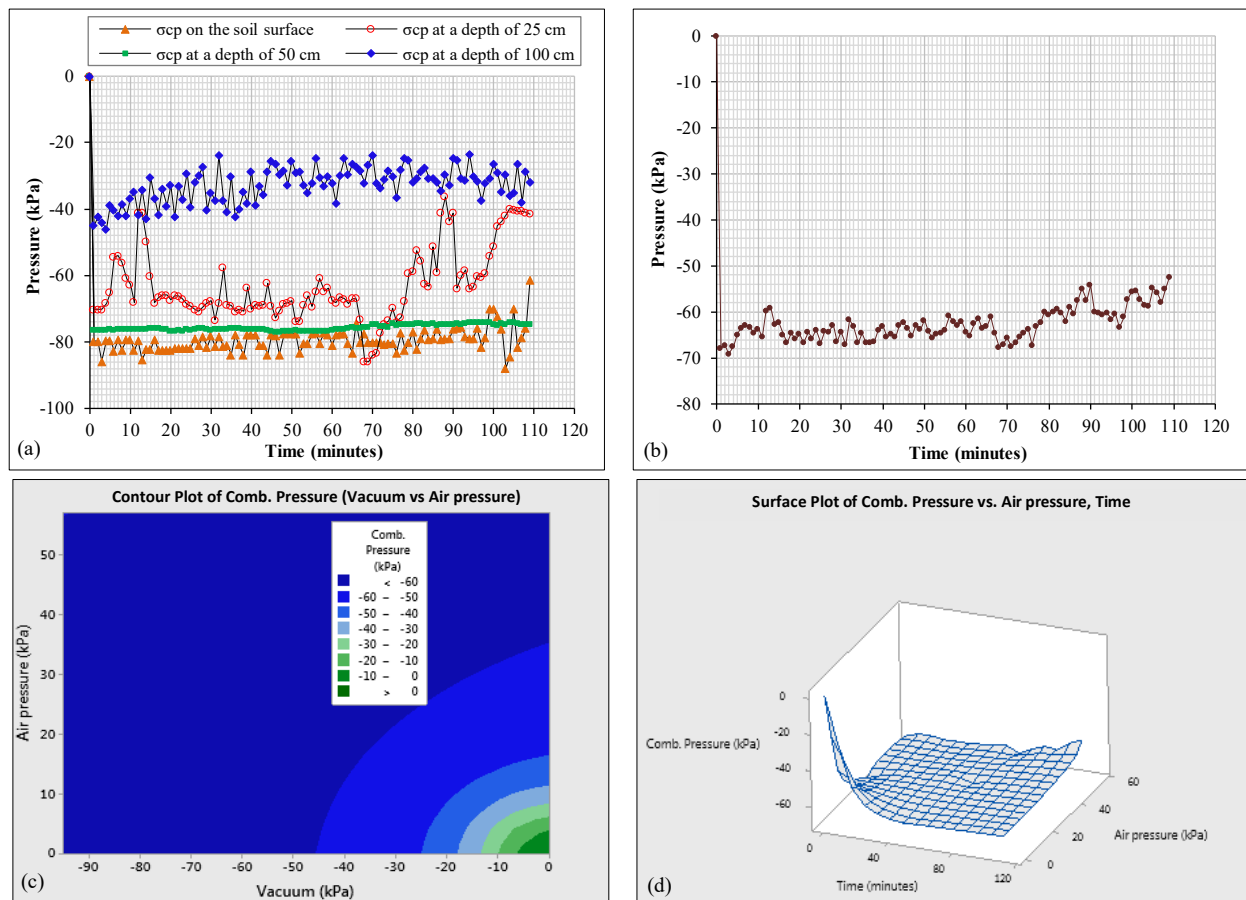 σcp on the soil surface
σcp at a depth of 25 cm
σcp at a depth of 50 cm
σcp at a depth of 100 cm
0
-20
-40
-60
-80
-100
Pressure (kPa)
0 10 20 30 40 50 60 70 80 90 100 110 120
Time (minutes)
(a)
0
-10
-20
-30
-40
-50
-60
-70
-80
Pressure (kPa)
0 10 20 30 40 50 60 70 80 90 100 110 120
Time (minutes)
(b)
Contour Plot of Comb. Pressure (Vacuum vs Air pressure)
Comb.
Pressure
(kPa)
< -60
-60 – -50
-50 – -40
-40 – -30
-30 – -20
-20 – -10
-10 – 0
> 0
50
40
30
20
10
0
Air pressure (kPa)
-90 -80 -70 -60 -50 -40 -30 -20 -10 0
Vacuum (kPa)
(c)
Surface Plot of Comb. Pressure vs. Air pressure, Time
0
-20
-40
-60
Comb. Pressure (kPa)
60
40
20
0
Air pressure (kPa)
0 40 80 120
Time (minutes)
(d)